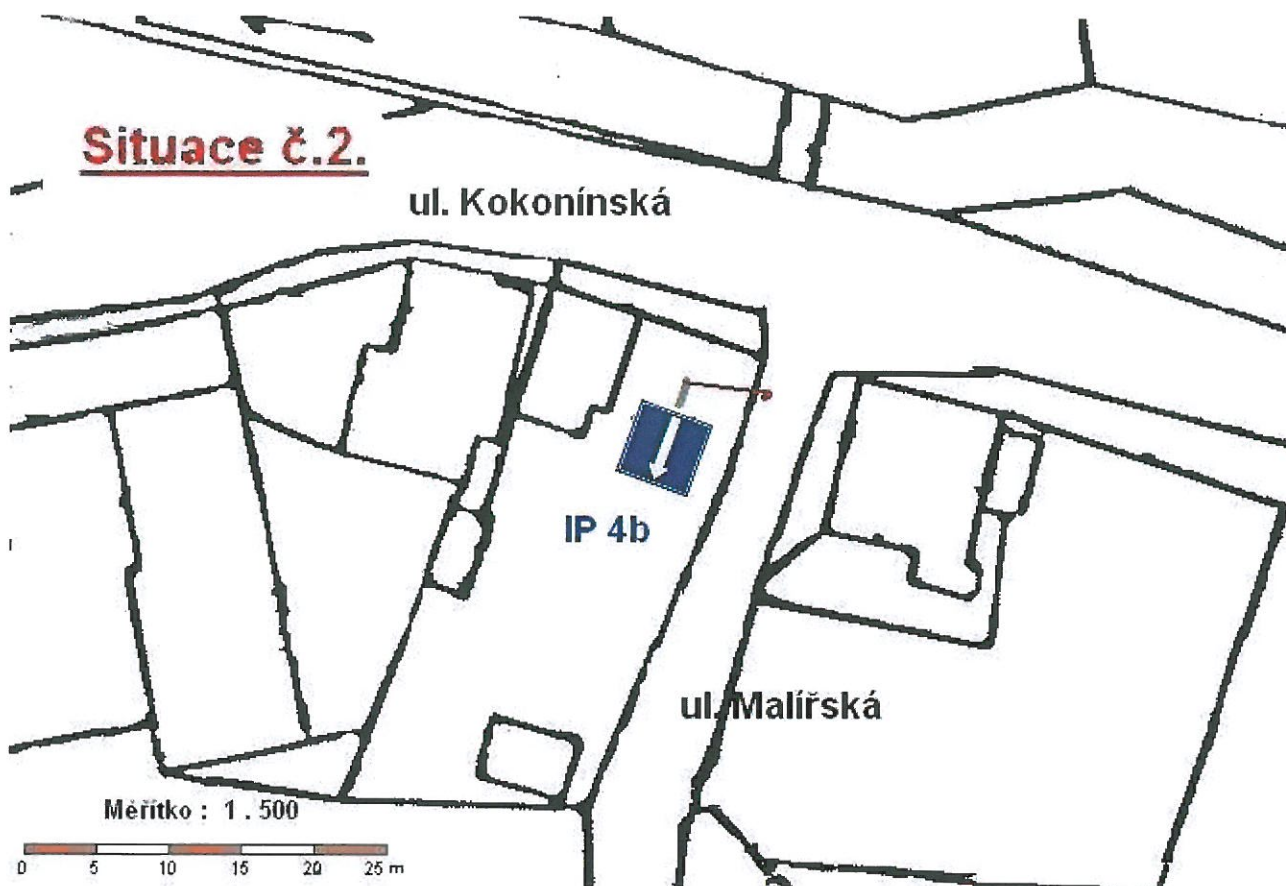 Situace č.2.
ul. Kokonínská
IP 4b
ul. Malířská
Měřítko : 1 . 500
0 5 10 15 20 25 m